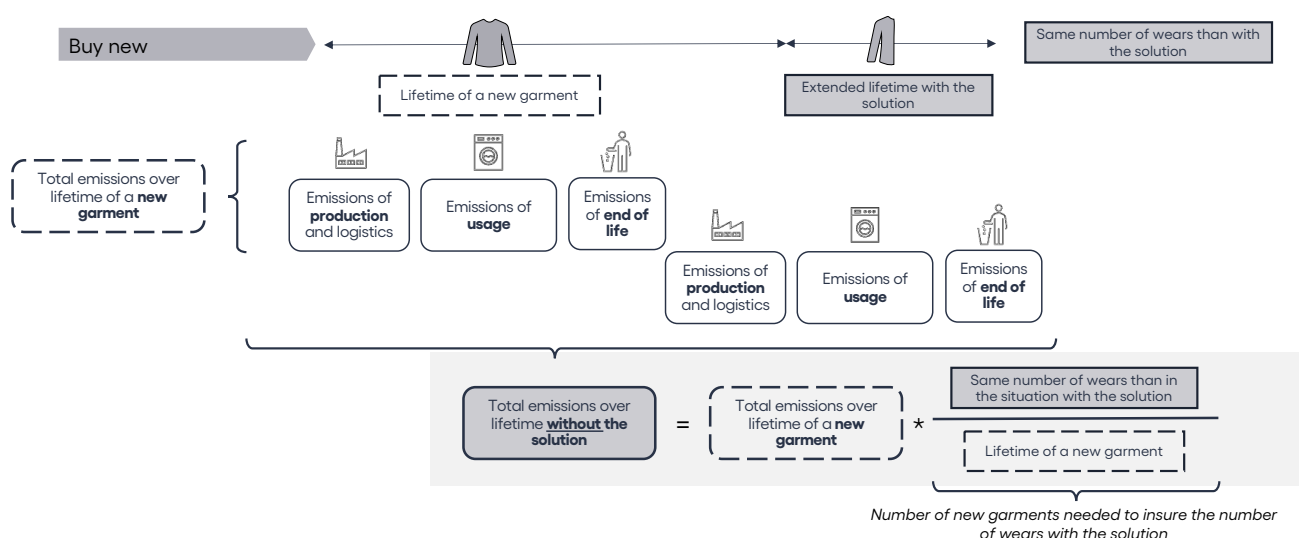 Buy new
Same number of wears than with
the solution
Lifetime of a new garment
Extended lifetime with the
solution
Total emissions over
lifetime of a new
garment
Emissions of
production
and logistics
Emissions of
usage
Emissions
of end of
life
Emissions of
production
and logistics
Emissions of
usage
Emissions
of end of
life
Total emissions over
lifetime without the
solution
=
Total emissions over
lifetime of a new
garment
*
Same number of wears than in
the situation with the solution
Lifetime of a new garment
Number of new garments needed to insure the number
of wears with the solution